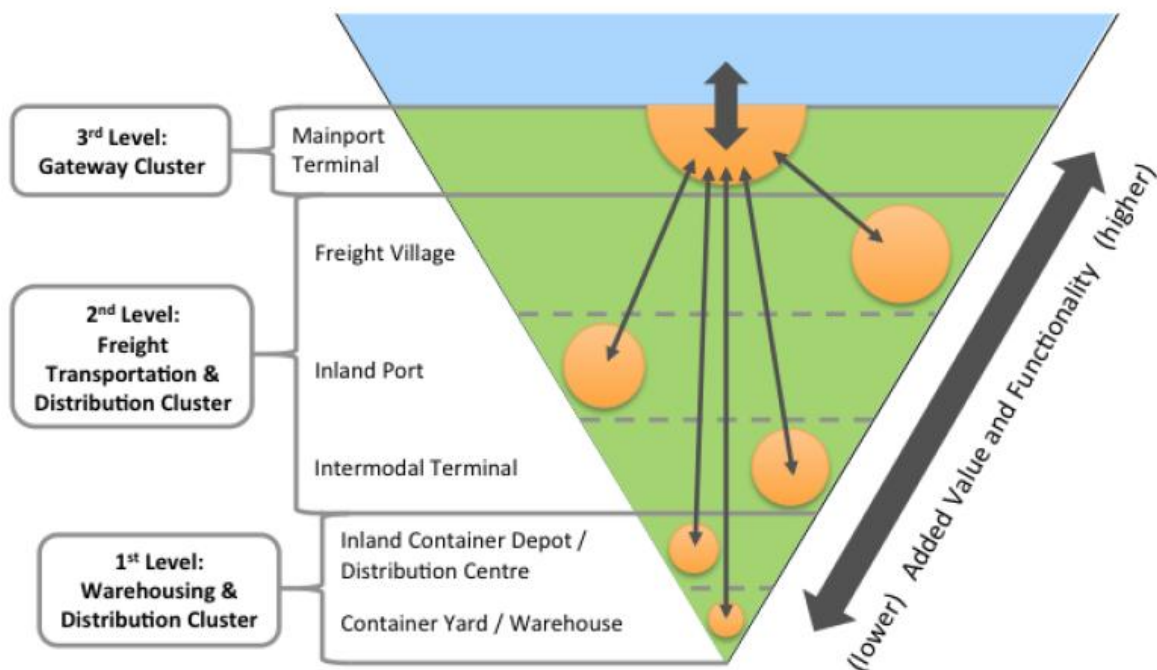 3rd Level:
Gateway Cluster
Mainport
Terminal
2nd Level:
Freight
Transportation &
Distribution Cluster
Freight Village
Inland Port
Intermodal Terminal
1st Level:
Warehousing &
Distribution Cluster
Inland Container Depot /
Distribution Centre
Container Yard / Warehouse
(lower) Added Value and Functionality (higher)